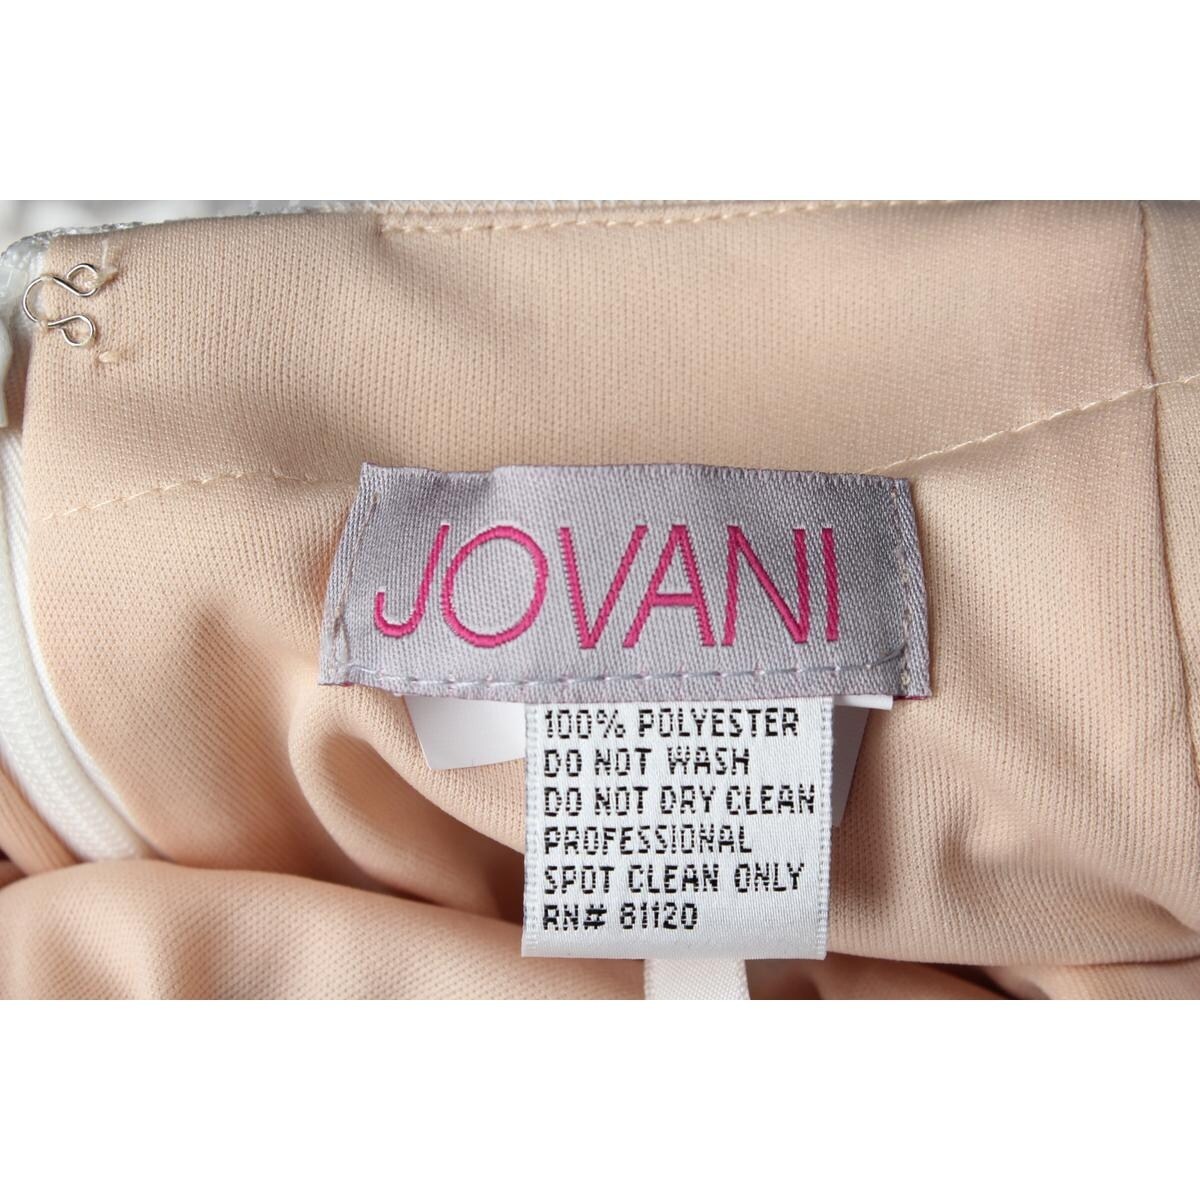 JOVANI
100% POLYESTER
DO NOT WASH
DO NOT DRY CLEAN
PROFESSIONAL
SPOT CLEAN ONLY
RN# 81120